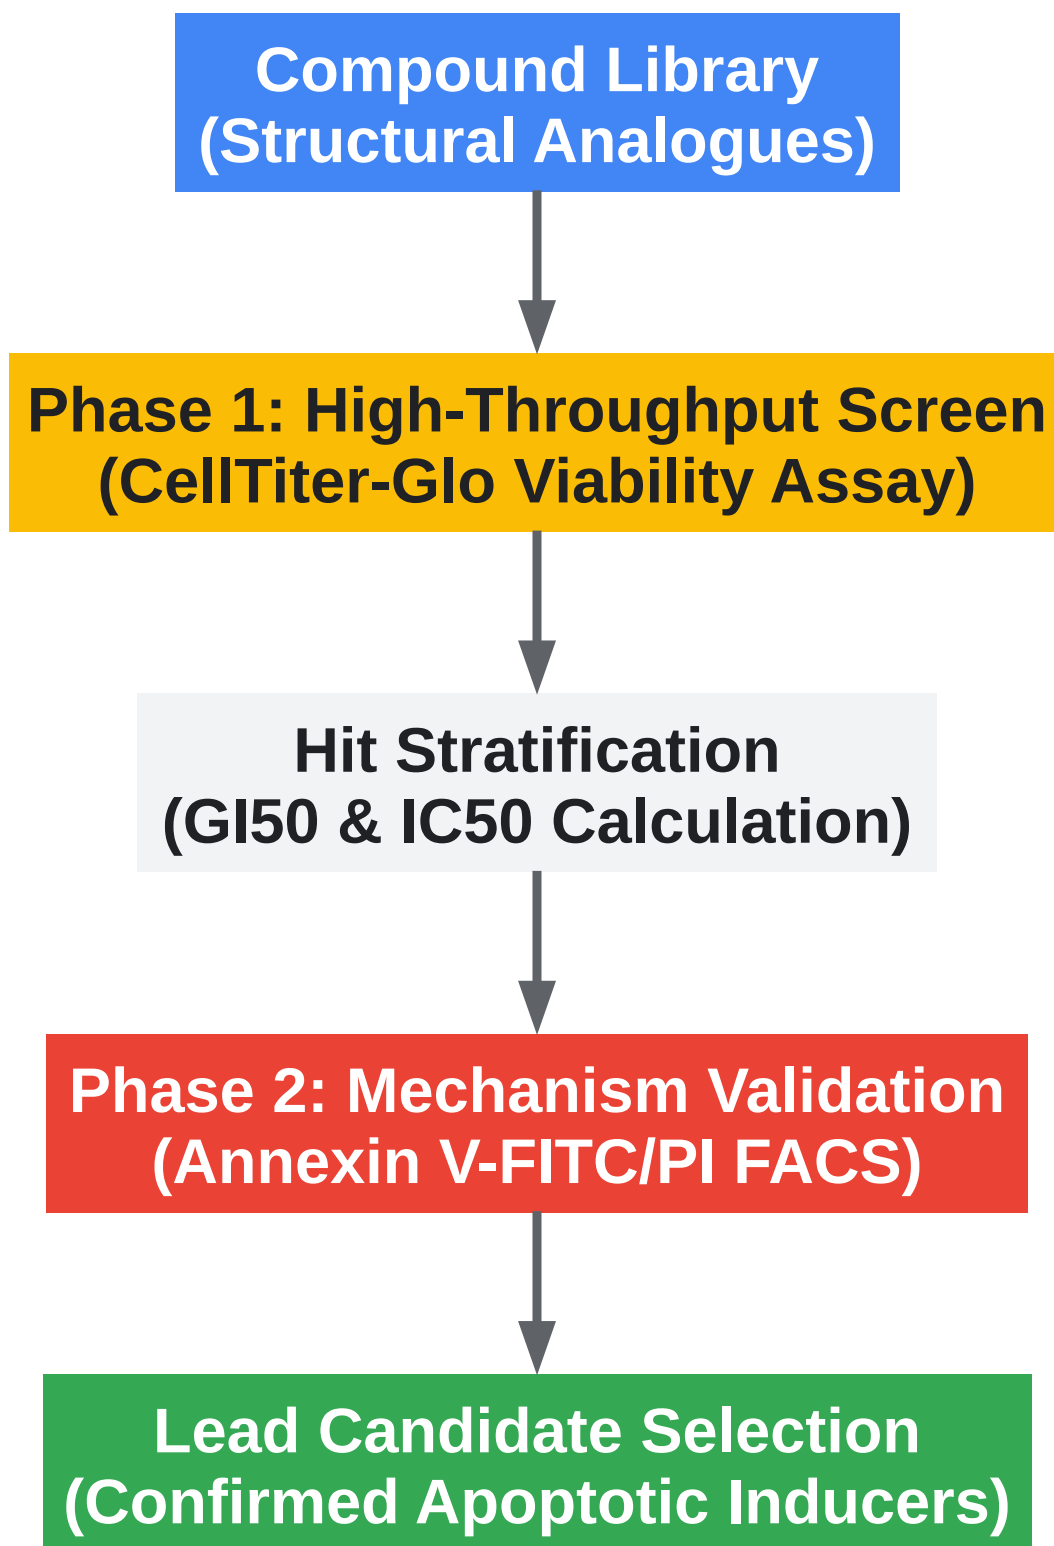 Compound Library
(Structural Analogues)
Phase 1: High-Throughput Screen
(CellTiter-Glo Viability Assay)
Hit Stratification
(GI50 & IC50 Calculation)
Phase 2: Mechanism Validation
(Annexin V-FITC/PI FACS)
Lead Candidate Selection
(Confirmed Apoptotic Inducers)